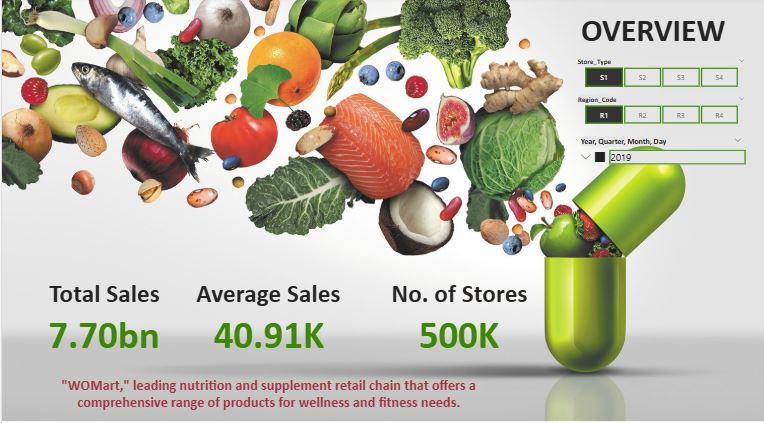 OVERVIEW
Store_Type
S1 S2 S3 S4
Region_Code
R1 R2 R3 R4
Year, Quarter, Month, Day
2019
Total Sales Average Sales No. of Stores
7.70bn 40.91K 500K
"WOMart," leading nutrition and supplement retail chain that offers a
comprehensive range of products for wellness and fitness needs.